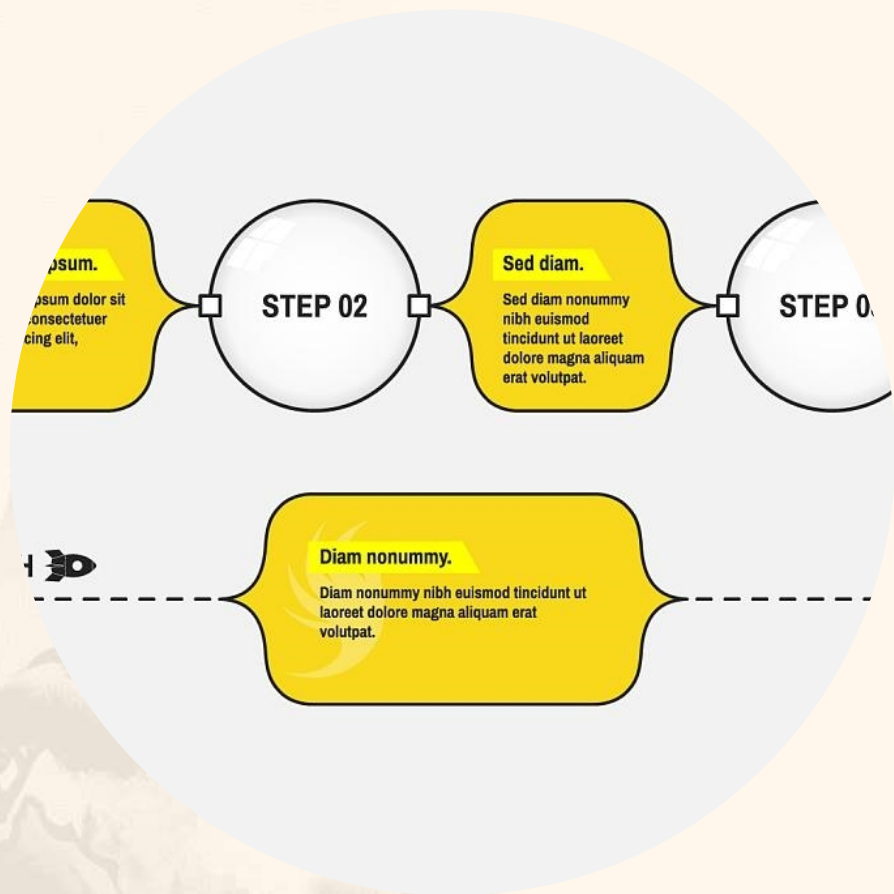 psum.
psum dolor sit
consectetuer
cing elit,
STEP 02
Sed diam.
Sed diam nonummy
nibh euismod
tincidunt ut laoreet
dolore magna aliquam
erat volutpat.
STEP 0
Diam nonummy.
Diam nonummy nibh euismod tincidunt ut
laoreet dolore magna aliquam erat
volutpat.